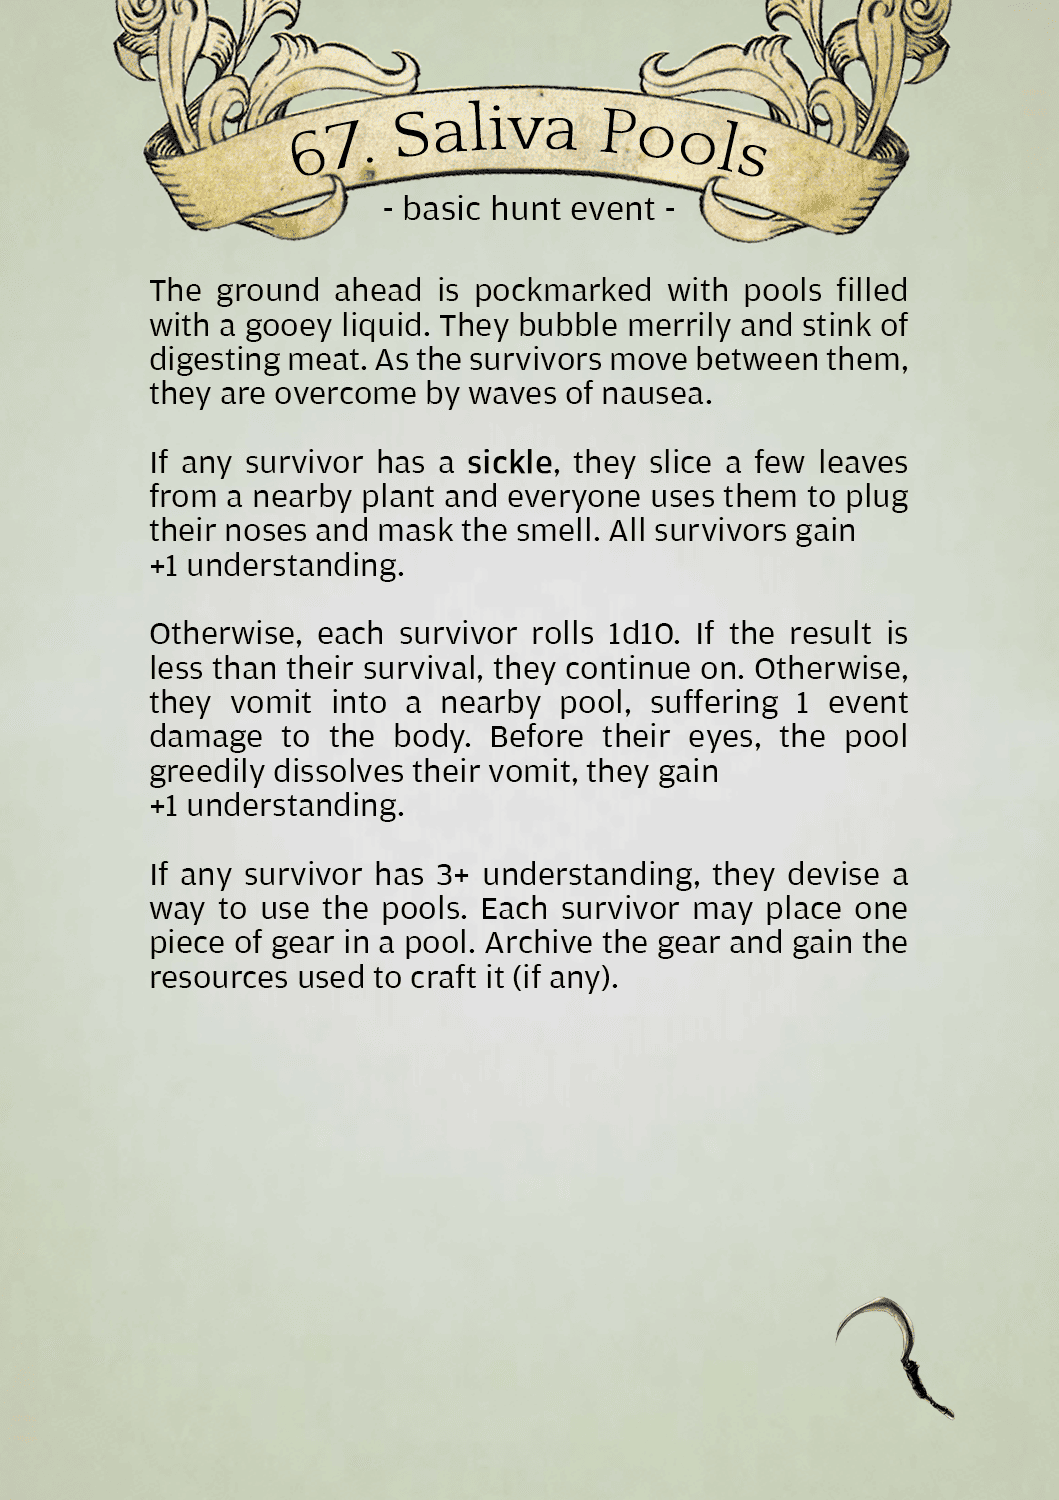 67. Saliva Pools
- basic hunt event -
The ground ahead is pockmarked with pools filled
with a gooey liquid. They bubble merrily and stink of
digesting meat. As the survivors move between them,
they are overcome by waves of nausea.
If any survivor has a sickle, they slice a few leaves
from a nearby plant and everyone uses them to plug
their noses and mask the smell. All survivors gain
+1 understanding.
Otherwise, each survivor rolls 1d10. If the result is
less than their survival, they continue on. Otherwise,
they vomit into a nearby pool, suffering 1 event
damage to the body. Before their eyes, the pool
greedily dissolves their vomit, they gain
+1 understanding.
If any survivor has 3+ understanding, they devise a
way to use the pools. Each survivor may place one
piece of gear in a pool. Archive the gear and gain the
resources used to craft it (if any).